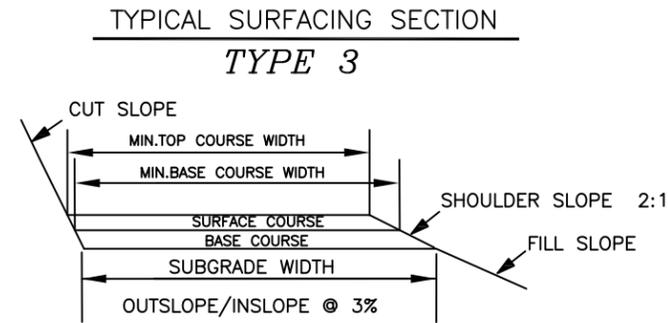 TYPICAL SURFACING SECTION
TYPE 3
CUT SLOPE
MIN.TOP COURSE WIDTH
MIN.BASE COURSE WIDTH
SHOULDER SLOPE 2:1
SURFACE COURSE
BASE COURSE
FILL SLOPE
SUBGRADE WIDTH
OUTSLOPE/INSLOPE @ 3%